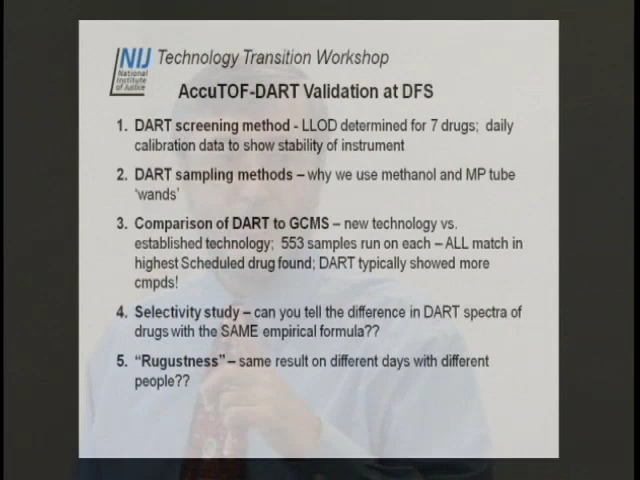 NIJ
National
Institute
of Justice
Technology Transition Workshop
AccuTOF-DART Validation at DFS
1. DART screening method - LLOD determined for 7 drugs; daily
calibration data to show stability of instrument
2. DART sampling methods – why we use methanol and MP tube
‘wands’
3. Comparison of DART to GCMS – new technology vs.
established technology; 553 samples run on each – ALL match in
highest Scheduled drug found; DART typically showed more
cmpds!
4. Selectivity study – can you tell the difference in DART spectra of
drugs with the SAME empirical formula??
5. “Rugustness” – same result on different days with different
people??